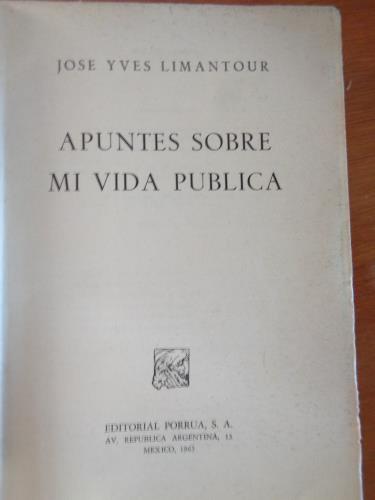 JOSE YVES LIMANTOUR
APUNTES SOBRE
MI VIDA PUBLICA
EDITORIAL PORRUA, S. A.
AV. REPUBLICA ARGENTINA, 15
MEXICO, 1965